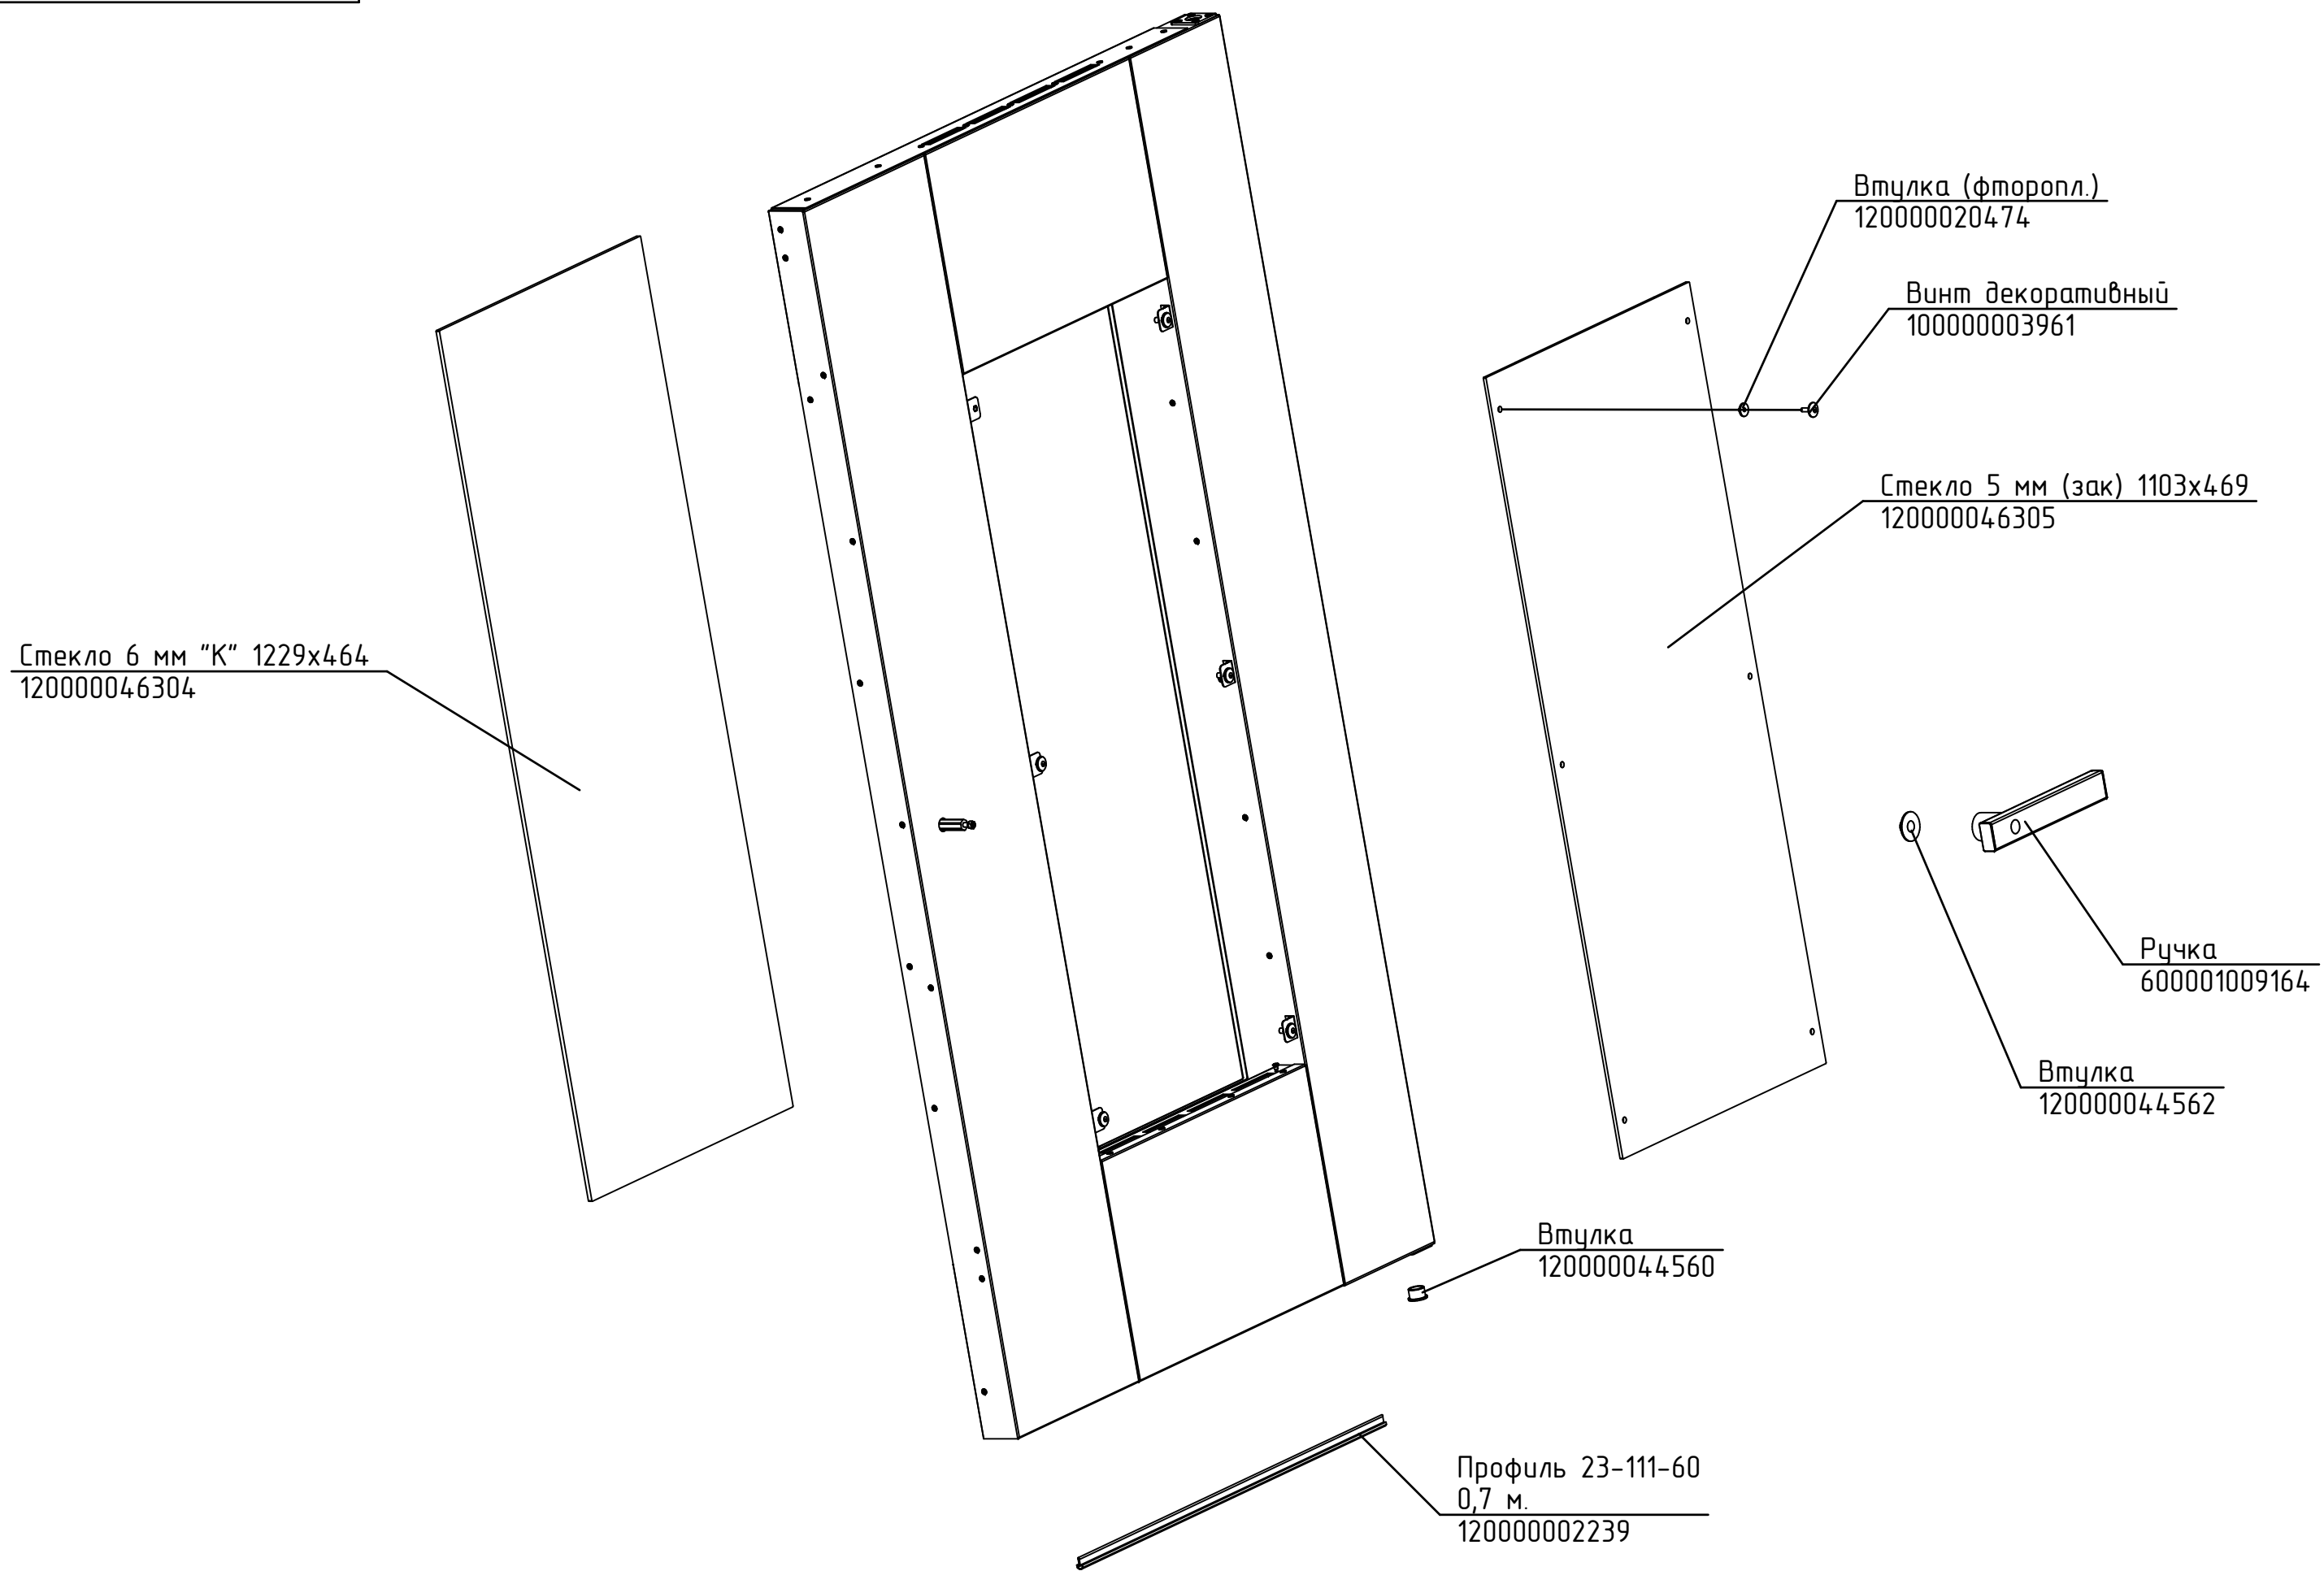 Втулка (фторопл.)
120000020474
Винт декоративный
100000003961
Стекло 5 мм (зак) 1103х469
120000046305
Стекло 6 мм "К" 1229х464
120000046304
Ручка
600001009164
Втулка
120000044562
Втулка
120000044560
Профиль 23-111-60
0,7 м.
120000002239